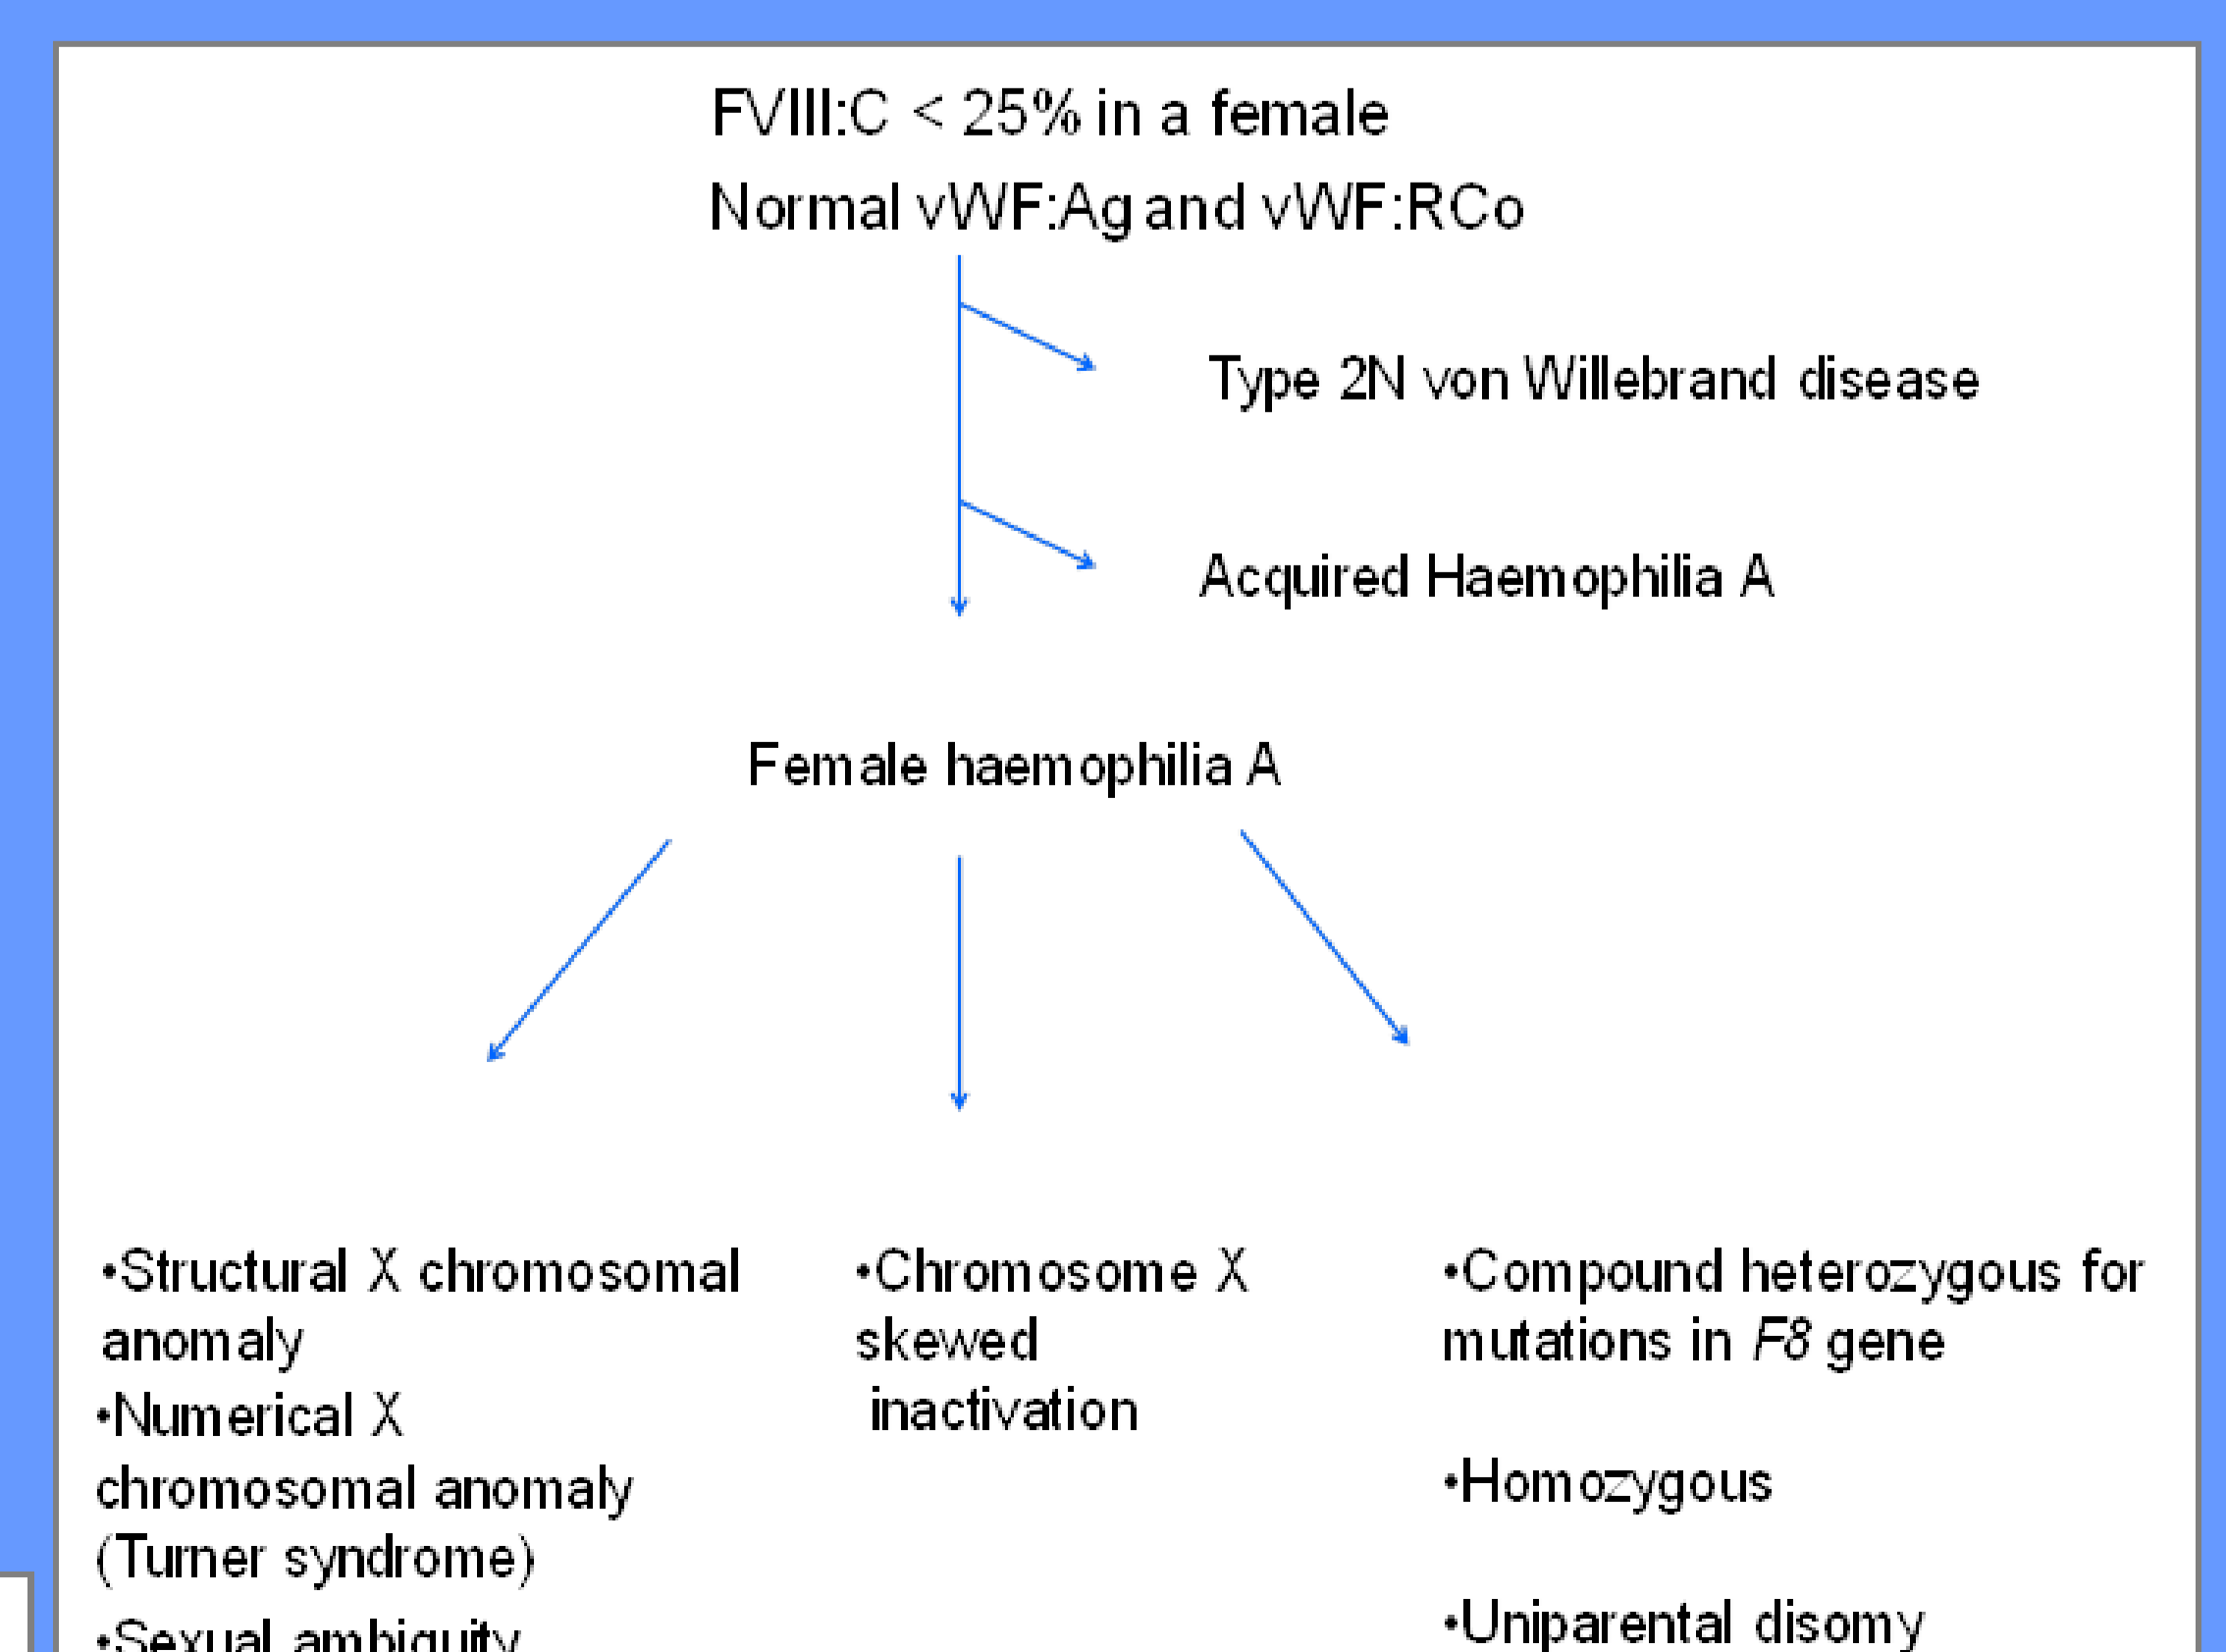 FVIII:C < 25% in a female
Normal vWF:Ag and vWF:RCo
Type 2N von Willebrand disease
Acquired Haemophilia A
Female haemophilia A
•Structural X chromosomal
anomaly
•Numerical X
chromosomal anomaly
(Turner syndrome)
•Sexual ambiguity
•Chromosome X
skewed
inactivation
•Compound heterozygous for
mutations in F8 gene
•Homozygous
•Uniparental disomy